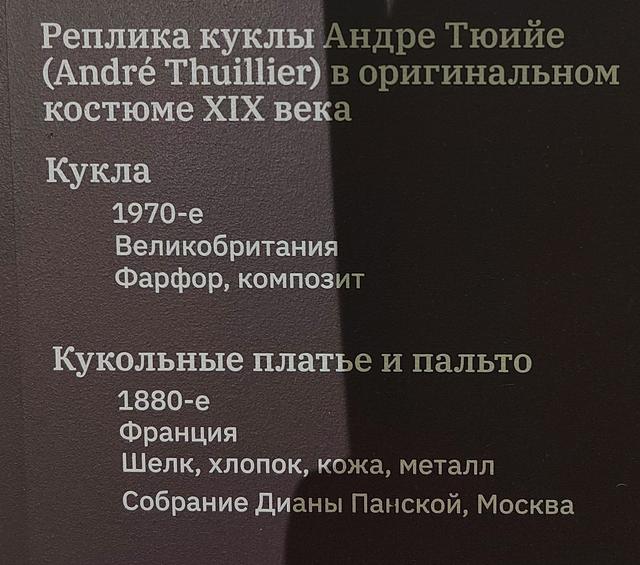 Реплика куклы Андре Тюийе
(André Thuillier) в оригинальном
костюме XIX века
Кукла
1970-е
Великобритания
Фарфор, композит
Кукольные платье и пальто
1880-е
Франция
Шелк, хлопок, кожа, металл
Собрание Дианы Панской, Москва